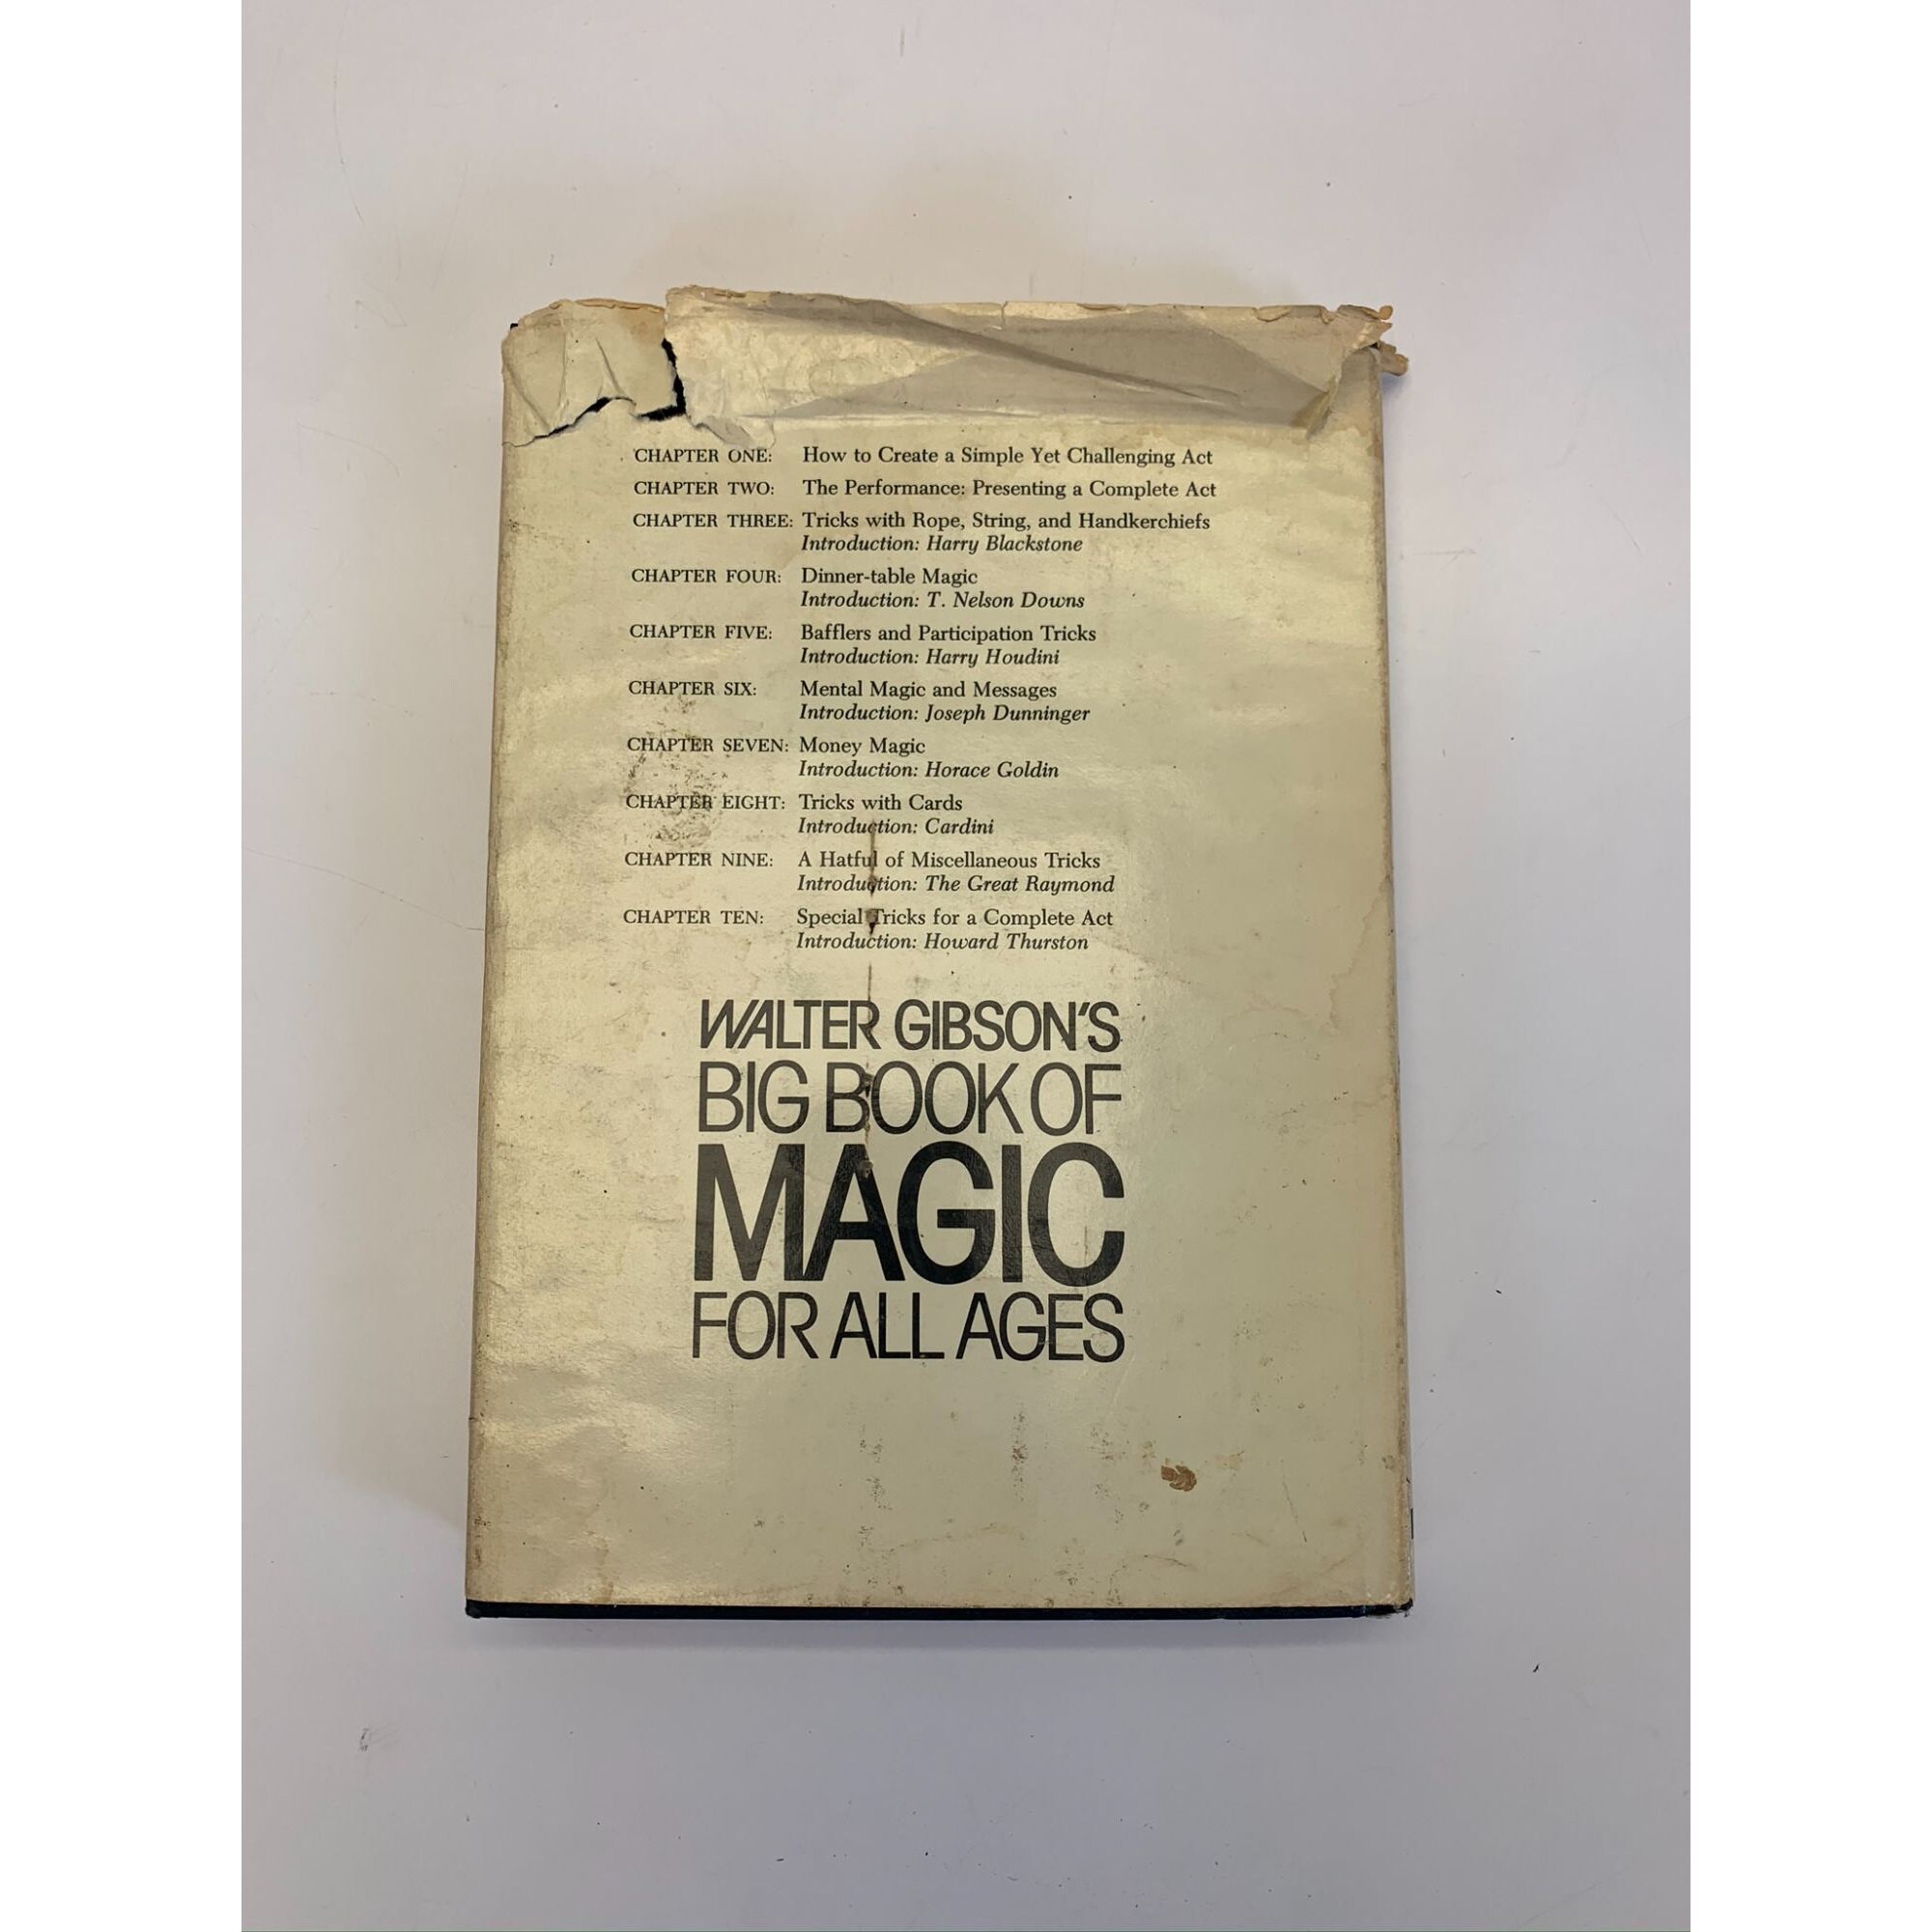 CHAPTER ONE: How to Create a Simple Yet Challenging Act
CHAPTER TWO: The Performance: Presenting a Complete Act
CHAPTER THREE: Tricks with Rope, String, and Handkerchiefs
Introduction: Harry Blackstone
CHAPTER FOUR: Dinner-table Magic
Introduction: T. Nelson Downs
CHAPTER FIVE: Bafflers and Participation Tricks
Introduction: Harry Houdini
CHAPTER SIX: Mental Magic and Messages
Introduction: Joseph Dunninger
CHAPTER SEVEN: Money Magic
Introduction: Horace Goldin
CHAPTER EIGHT: Tricks with Cards
Introduction: Cardini
CHAPTER NINE: A Hatful of Miscellaneous Tricks
Introduction: The Great Raymond
CHAPTER TEN: Special Tricks for a Complete Act
Introduction: Howard Thurston
WALTER GIBSON'S
BIG BOOK OF
MAGIC
FOR ALL AGES